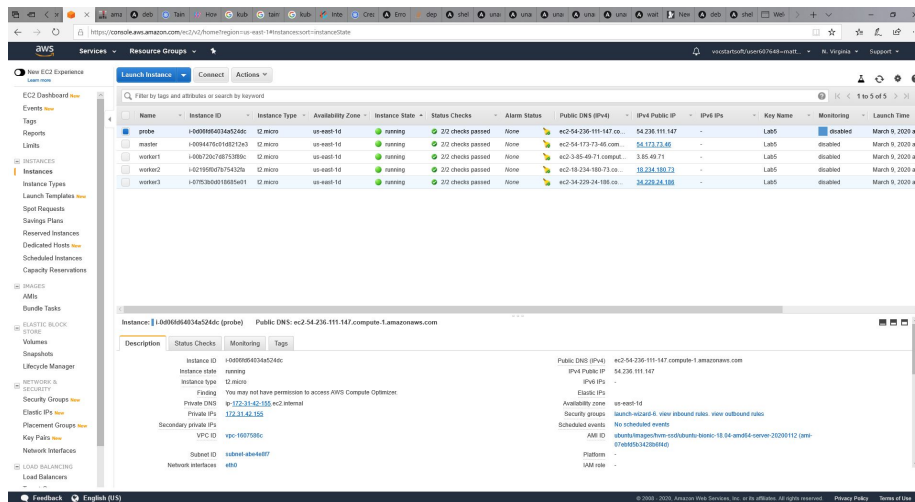 https://console.aws.amazon.com/ec2/v2/home?region=us-east-1#Instances:sort=instanceState
aws Services Resource Groups vocstartsoft/user607648=matt... N. Virginia Support
New EC2 Experience
Learn more
Launch Instance Connect Actions
EC2 Dashboard New
Events New
Tags
Reports
Limits
INSTANCES
Instances
Instance Types
Launch Templates New
Spot Requests
Savings Plans
Reserved Instances
Dedicated Hosts New
Scheduled Instances
Capacity Reservations
IMAGES
AMIs
Bundle Tasks
ELASTIC BLOCK STORE
Volumes
Snapshots
Lifecycle Manager
NETWORK & SECURITY
Security Groups New
Elastic IPs New
Placement Groups New
Key Pairs New
Network Interfaces
LOAD BALANCING
Load Balancers
Filter by tags and attributes or search by keyword 1 to 5 of 5
Name Instance ID Instance Type Availability Zone Instance State Status Checks Alarm Status Public DNS (IPv4) IPv4 Public IP IPv6 IPs Key Name Monitoring Launch Time
probe i-0d06fd64034a524dc t2.micro us-east-1d running 2/2 checks passed None ec2-54-236-111-147.co... 54.236.111.147 - Lab5 disabled March 9, 2020 a
master t2.micro us-east-1d running 2/2 checks passed None ec2-54-173-73-46.com... 54.173.73.46 - Lab5 disabled March 9, 2020 a
worker1 t2.micro us-east-1d running 2/2 checks passed None ec2-3-85-49-71.comput... 3.85.49.71 - Lab5 disabled March 9, 2020 a
worker2 t2.micro us-east-1d running 2/2 checks passed None ec2-18-234-180-73.co... 18.234.180.73 - Lab5 disabled March 9, 2020 a
worker3 t2.micro us-east-1d running 2/2 checks passed None ec2-34-229-24-186.co... 34.229.24.186 - Lab5 disabled March 9, 2020 a
Instance: i-0d06fd64034a524dc (probe) Public DNS: ec2-54-236-111-147.compute-1.amazonaws.com
Description Status Checks Monitoring Tags
Instance ID i-0d06fd64034a524dc
Instance state running
Instance type t2.micro
Finding You may not have permission to access AWS Compute Optimizer.
Private DNS ip-172-31-42-155.ec2.internal
Private IPs 172.31.42.155
Secondary private IPs
VPC ID vpc-1607586c
Subnet ID subnet-abe4e6f7
Network interfaces eth0
Public DNS (IPv4) ec2-54-236-111-147.compute-1.amazonaws.com
IPv4 Public IP 54.236.111.147
IPv6 IPs -
Elastic IPs
Availability zone us-east-1d
Security groups launch-wizard-6. view inbound rules. view outbound rules
Scheduled events No scheduled events
AMI ID ubuntu/images/hvm-ssd/ubuntu-bionic-18.04-amd64-server-20200112 (ami-07ebfd5b3428b6f4d)
Platform -
IAM role -
Feedback English (US) © 2008 - 2020, Amazon Web Services, Inc. or its affiliates. All rights reserved. Privacy Policy Terms of Use